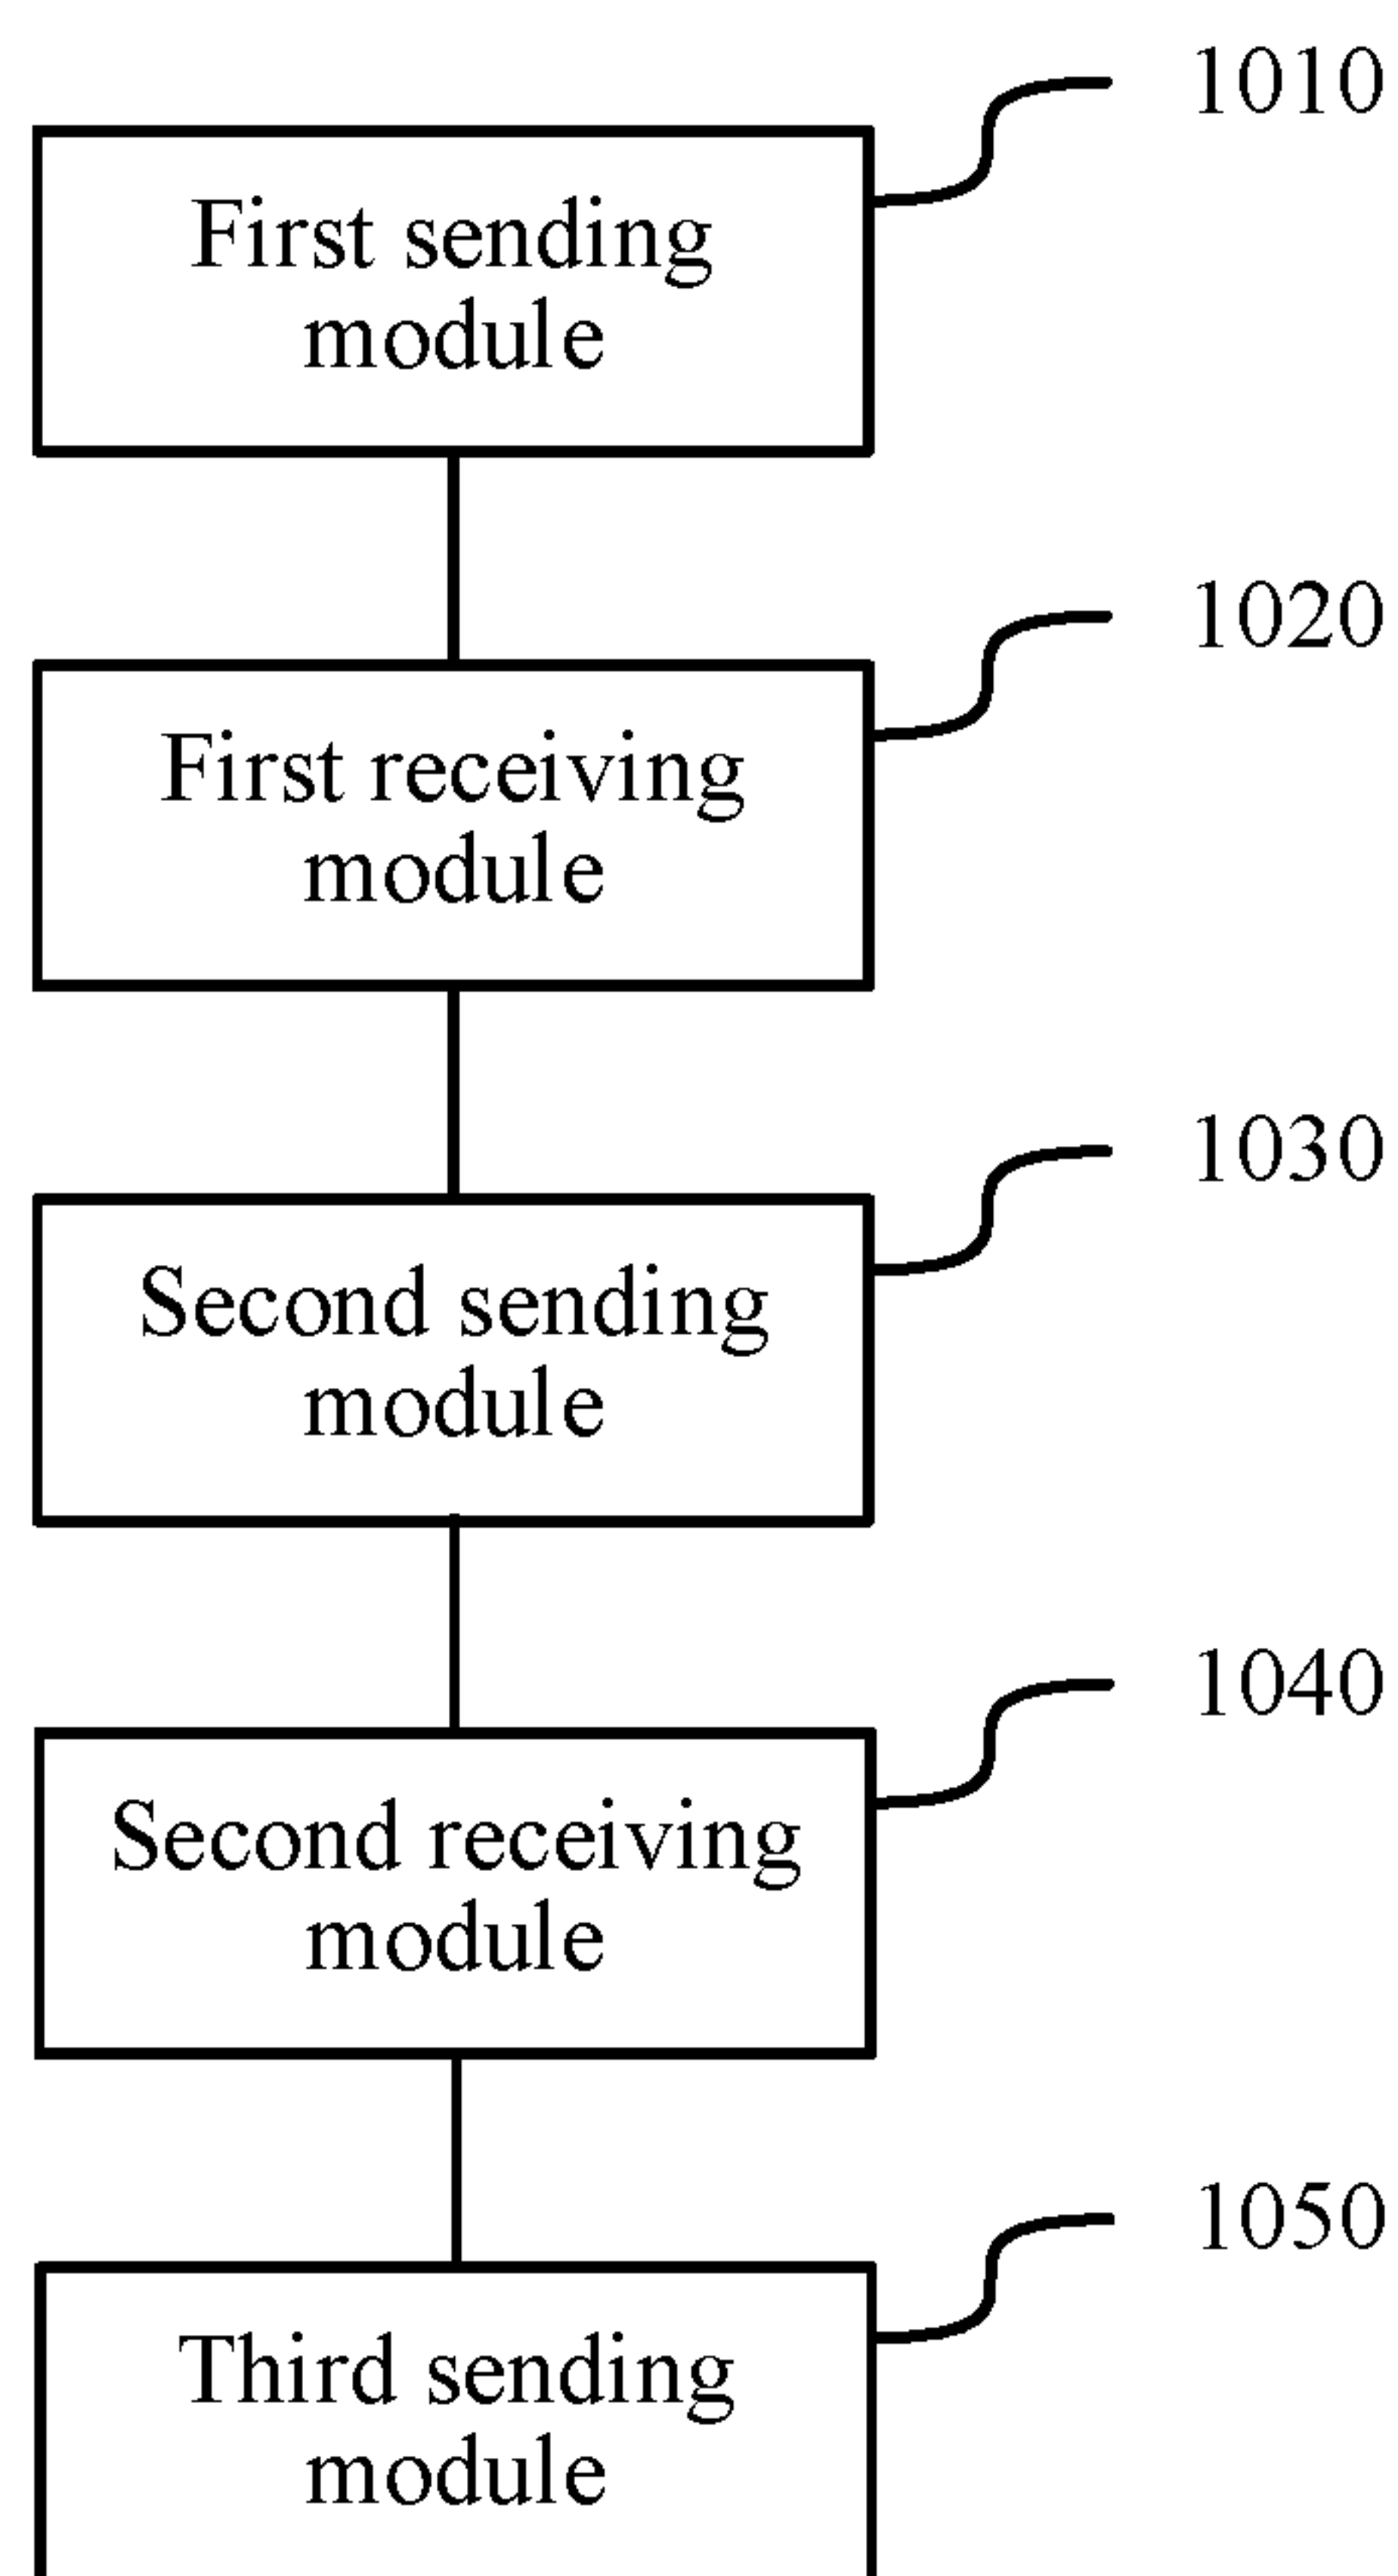 1010
First sending
module
1020
First receiving
module
1030
Second sending
module
1040
Second receiving
module
1050
Third sending
module